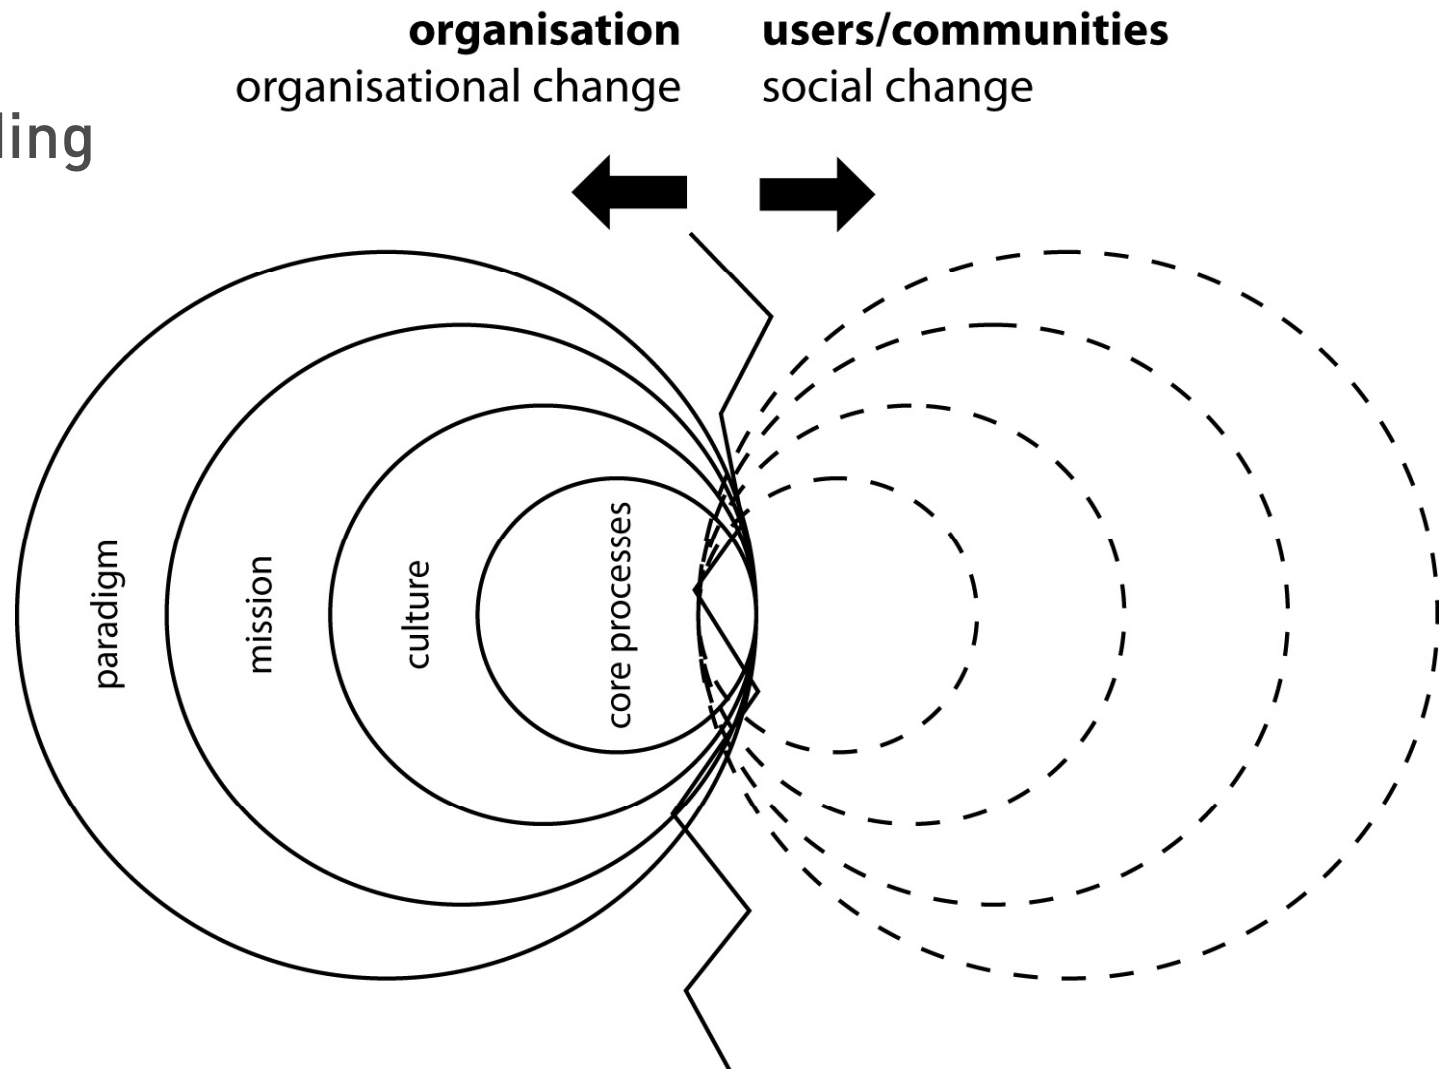 organisation
users/communities
organisational change
social change
paradigm
mission
culture
core processes